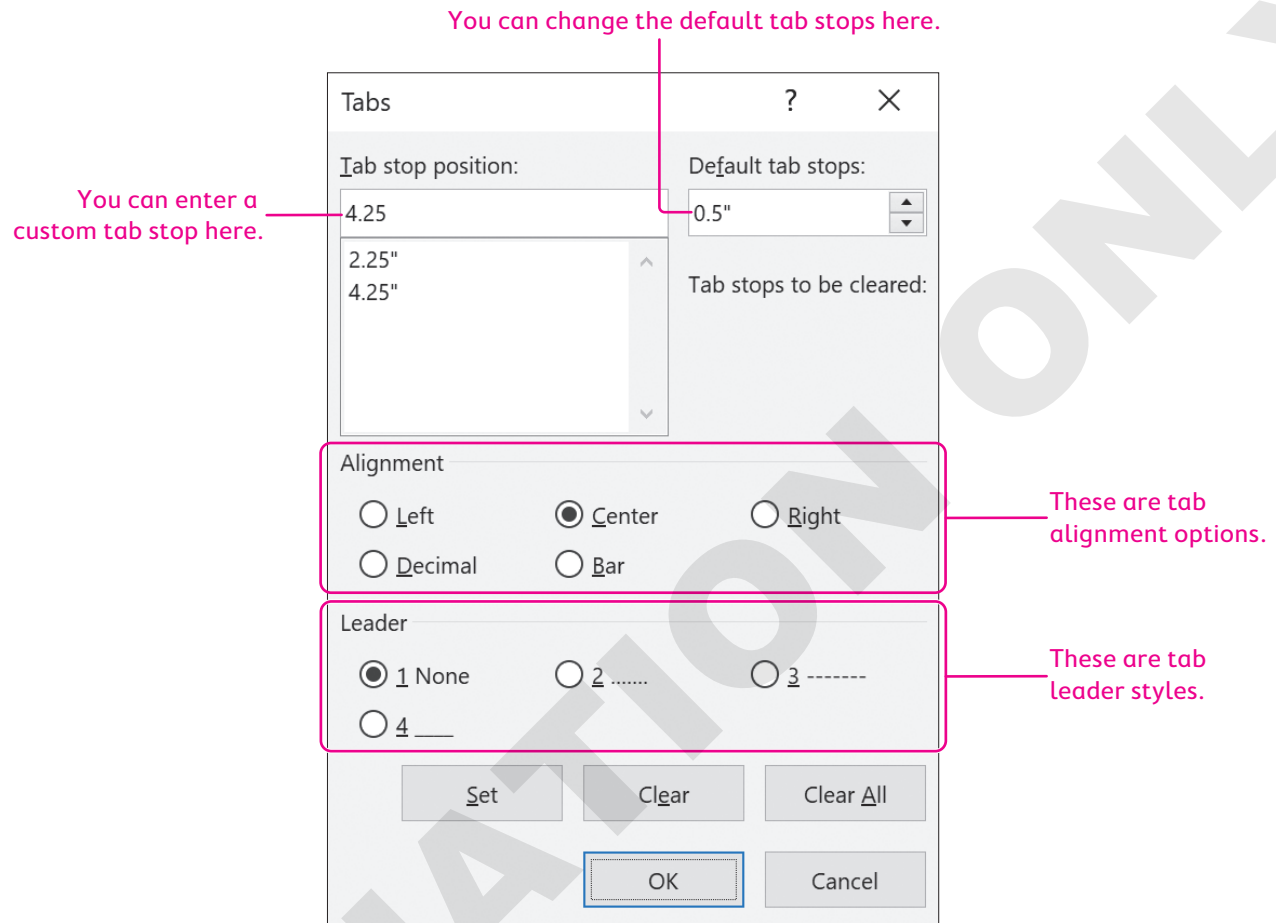 You can change the default tab stops here.
Tabs ? ×
Tab stop position: Default tab stops:
You can enter a
custom tab stop here.
4.25 0.5"
2.25"
4.25"
Tab stops to be cleared:
Alignment
Left Center Right
Decimal Bar
These are tab
alignment options.
Leader
1 None 2 ....... 3 -------
4 ___
These are tab
leader styles.
Set Clear Clear All
OK Cancel